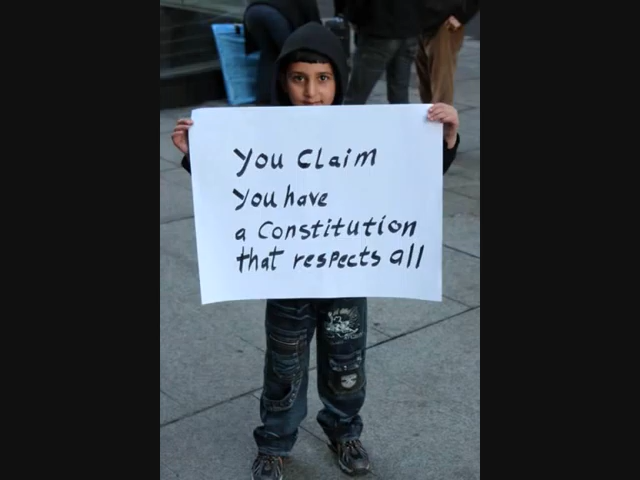 You Claim
You have
a Constitution
that respects all